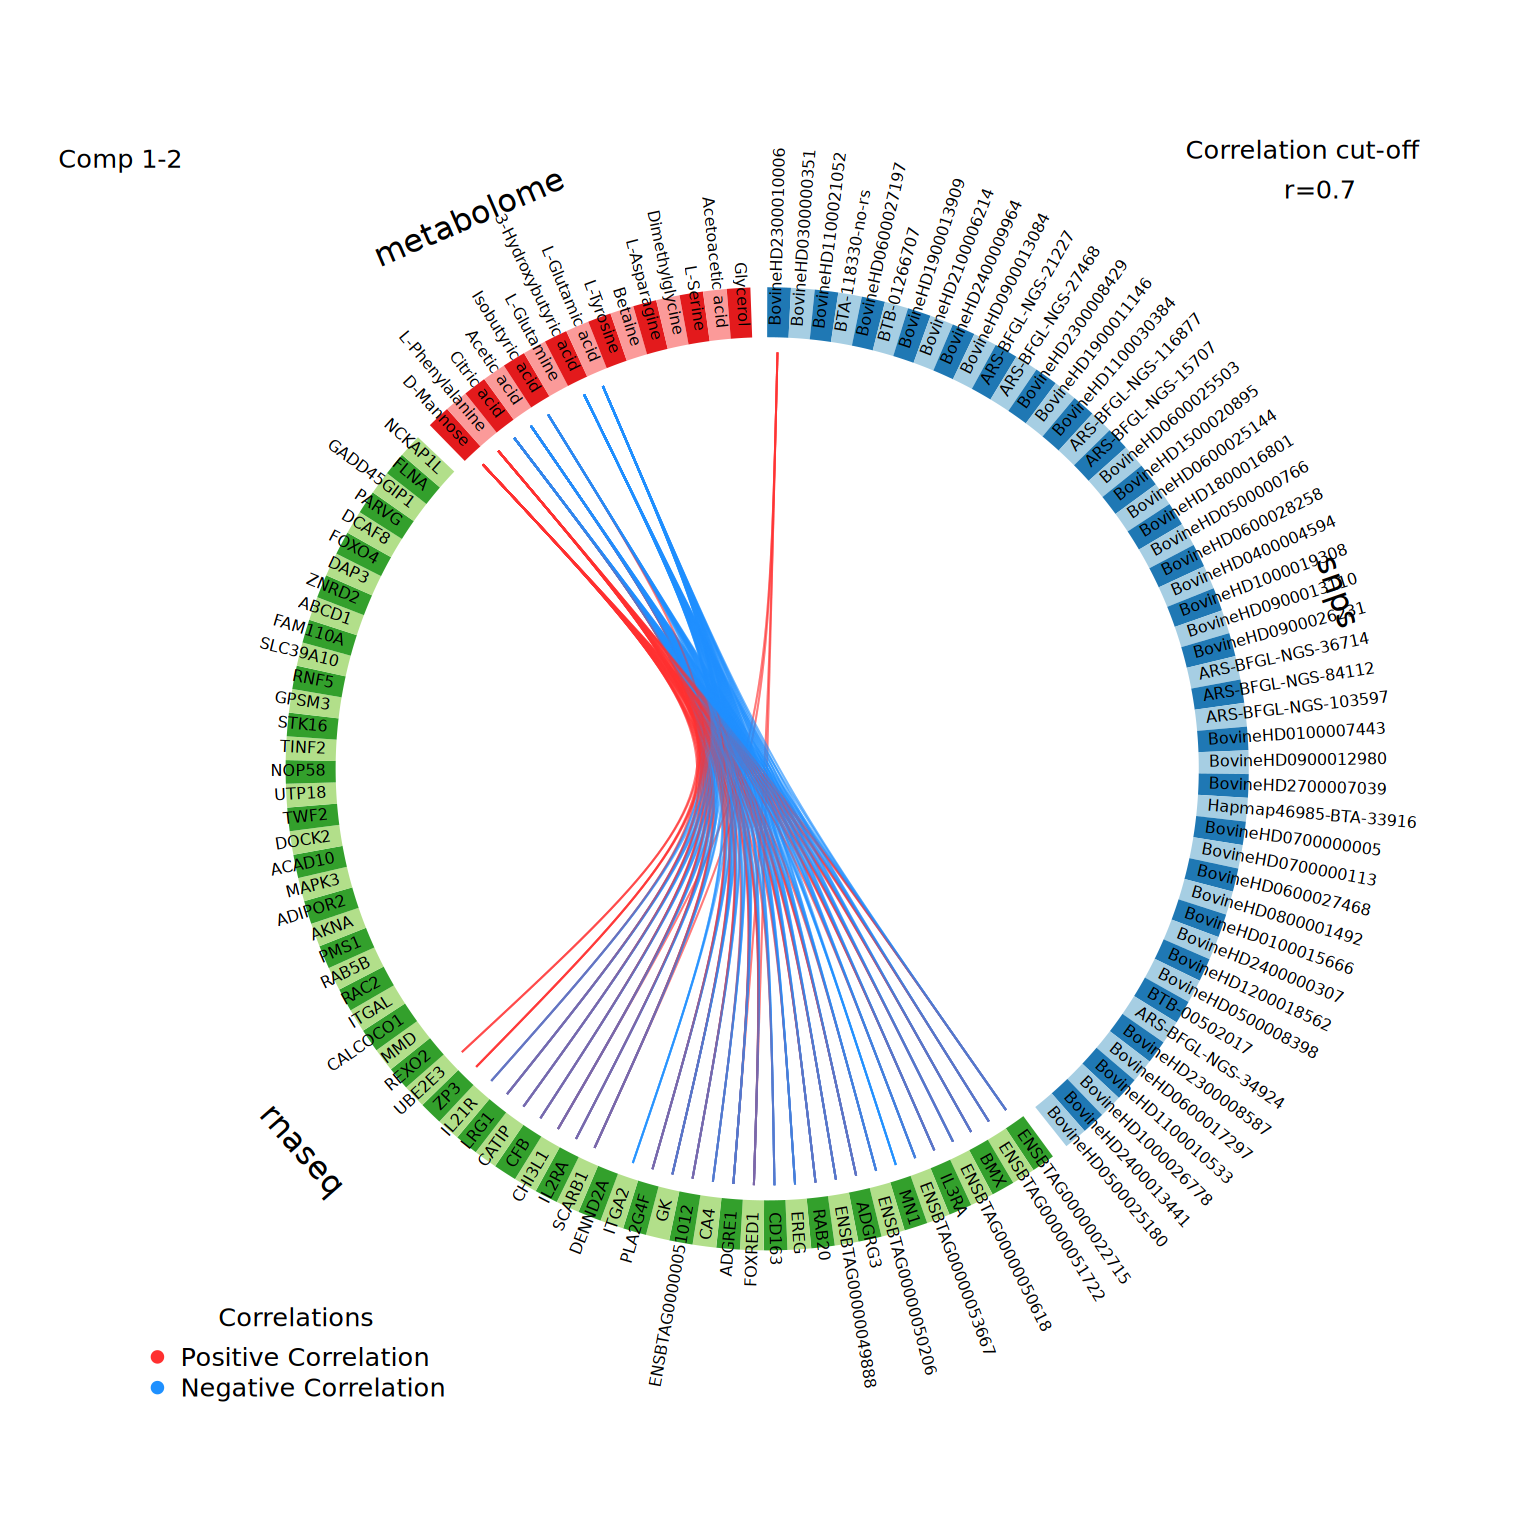 Comp 1-2
Correlation cut-off
r=0.7
metabolome
D-Mannose
L-Phenylalanine
Citric acid
Acetic acid
Isobutyric acid
L-Glutamine
3-Hydroxybutyric acid
L-Glutamic acid
L-Tyrosine
Betaine
L-Asparagine
Dimethylglycine
L-Serine
Acetoacetic acid
Glycerol
snps
BovineHD2300010006
BovineHD0300000351
BovineHD1100021052
BTA-118330-no-rs
BovineHD0600027197
BTB-01266707
BovineHD1900013909
BovineHD2100006214
BovineHD2400009964
BovineHD0900013084
ARS-BFGL-NGS-21227
ARS-BFGL-NGS-27468
BovineHD2300008429
BovineHD1900011146
BovineHD1100030384
ARS-BFGL-NGS-116877
ARS-BFGL-NGS-15707
BovineHD0600025503
BovineHD1500020895
BovineHD0600025144
BovineHD1800016801
BovineHD0500000766
BovineHD0600028258
BovineHD0400004594
BovineHD1000019308
ARS-BFGL-NGS-36714
ARS-BFGL-NGS-84112
ARS-BFGL-NGS-103597
BovineHD0100007443
BovineHD0900012980
BovineHD2700007039
Hapmap46985-BTA-33916
BovineHD0700000005
BovineHD0700000113
BovineHD0600027468
BovineHD0800001492
BovineHD0100015666
BovineHD2400000307
BovineHD1200018562
BovineHD0500008398
BTB-00502017
ARS-BFGL-NGS-34924
BovineHD2300008587
BovineHD0600017297
BovineHD1100010533
BovineHD1000026778
BovineHD2400013441
BovineHD0500025180
rnaseq
NCKAP1L
FLNA
GADD45GIP1
PARVG
DCAF8
FOXO4
DAP3
ZNRD2
ABCD1
FAM110A
SLC39A10
RNF5
GPSM3
STK16
TINF2
NOP58
UTP18
TWF2
DOCK2
ACAD10
MAPK3
ADIPOR2
AKNA
PMS1
RAB5B
RAC2
ITGAL
CALCOCO1
MMD
REXO2
UBE2E3
ZP3
IL21R
LRG1
CATIP
CFB
CHI3L1
IL2RA
SCARB1
DENND2A
ITGA2
PLA2G4F
GK
ENSBTAG00000051012
CA4
ADGRE1
FOXRED1
CD163
EREG
RAB20
ENSBTAG00000049888
ADGRG3
ENSBTAG00000050206
MN1
ENSBTAG00000053667
IL3RA
ENSBTAG00000050618
BMX
ENSBTAG00000051722
ENSBTAG00000022715
Correlations
Positive Correlation
Negative Correlation